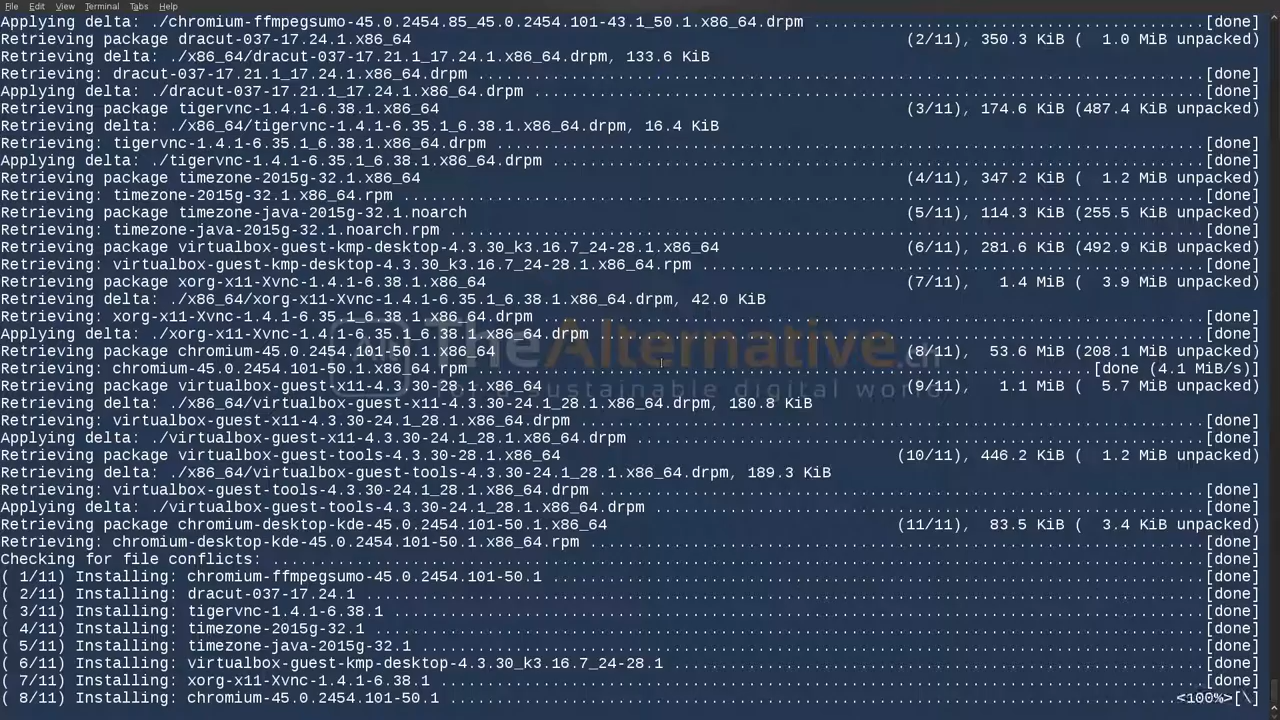 File Edit View Terminal Tabs Help
Applying delta: ./chromium-ffmpegsumo-45.0.2454.85_45.0.2454.101-43.1_50.1.x86_64.drpm ................................................[done]
Retrieving package dracut-037-17.24.1.x86_64 (2/11), 350.3 KiB (  1.0 MiB unpacked)
Retrieving delta: ./x86_64/dracut-037-17.21.1_17.24.1.x86_64.drpm, 133.6 KiB
Retrieving: dracut-037-17.21.1_17.24.1.x86_64.drpm ................................................[done]
Applying delta: ./dracut-037-17.21.1_17.24.1.x86_64.drpm ................................................[done]
Retrieving package tigervnc-1.4.1-6.38.1.x86_64 (3/11), 174.6 KiB (487.4 KiB unpacked)
Retrieving delta: ./x86_64/tigervnc-1.4.1-6.35.1_6.38.1.x86_64.drpm, 16.4 KiB
Retrieving: tigervnc-1.4.1-6.35.1_6.38.1.x86_64.drpm ................................................[done]
Applying delta: ./tigervnc-1.4.1-6.35.1_6.38.1.x86_64.drpm ................................................[done]
Retrieving package timezone-2015g-32.1.x86_64 (4/11), 347.2 KiB (  1.2 MiB unpacked)
Retrieving: timezone-2015g-32.1.x86_64.rpm ................................................[done]
Retrieving package timezone-java-2015g-32.1.noarch (5/11), 114.3 KiB (255.5 KiB unpacked)
Retrieving: timezone-java-2015g-32.1.noarch.rpm ................................................[done]
Retrieving package virtualbox-guest-kmp-desktop-4.3.30_k3.16.7_24-28.1.x86_64 (6/11), 281.6 KiB (492.9 KiB unpacked)
Retrieving: virtualbox-guest-kmp-desktop-4.3.30_k3.16.7_24-28.1.x86_64.rpm ................................................[done]
Retrieving package xorg-x11-Xvnc-1.4.1-6.38.1.x86_64 (7/11),   1.4 MiB (  3.9 MiB unpacked)
Retrieving delta: ./x86_64/xorg-x11-Xvnc-1.4.1-6.35.1_6.38.1.x86_64.drpm, 42.0 KiB
Retrieving: xorg-x11-Xvnc-1.4.1-6.35.1_6.38.1.x86_64.drpm ................................................[done]
Applying delta: ./xorg-x11-Xvnc-1.4.1-6.35.1_6.38.1.x86_64.drpm ................................................[done]
TheAlternative.ch
Retrieving package chromium-45.0.2454.101-50.1.x86_64 (8/11),  53.6 MiB (208.1 MiB unpacked)
Retrieving: chromium-45.0.2454.101-50.1.x86_64.rpm ................................................[done (4.1 MiB/s)]
for a sustainable digital world
Retrieving package virtualbox-guest-x11-4.3.30-28.1.x86_64 (9/11),   1.1 MiB (  5.7 MiB unpacked)
Retrieving delta: ./x86_64/virtualbox-guest-x11-4.3.30-24.1_28.1.x86_64.drpm, 180.8 KiB
Retrieving: virtualbox-guest-x11-4.3.30-24.1_28.1.x86_64.drpm ................................................[done]
Applying delta: ./virtualbox-guest-x11-4.3.30-24.1_28.1.x86_64.drpm ................................................[done]
Retrieving package virtualbox-guest-tools-4.3.30-28.1.x86_64 (10/11), 446.2 KiB (  1.2 MiB unpacked)
Retrieving delta: ./x86_64/virtualbox-guest-tools-4.3.30-24.1_28.1.x86_64.drpm, 189.3 KiB
Retrieving: virtualbox-guest-tools-4.3.30-24.1_28.1.x86_64.drpm ................................................[done]
Applying delta: ./virtualbox-guest-tools-4.3.30-24.1_28.1.x86_64.drpm ................................................[done]
Retrieving package chromium-desktop-kde-45.0.2454.101-50.1.x86_64 (11/11),  83.5 KiB (  3.4 KiB unpacked)
Retrieving: chromium-desktop-kde-45.0.2454.101-50.1.x86_64.rpm ................................................[done]
Checking for file conflicts: ................................................[done]
( 1/11) Installing: chromium-ffmpegsumo-45.0.2454.101-50.1 ................................................[done]
( 2/11) Installing: dracut-037-17.24.1 ................................................[done]
( 3/11) Installing: tigervnc-1.4.1-6.38.1 ................................................[done]
( 4/11) Installing: timezone-2015g-32.1 ................................................[done]
( 5/11) Installing: timezone-java-2015g-32.1 ................................................[done]
( 6/11) Installing: virtualbox-guest-kmp-desktop-4.3.30_k3.16.7_24-28.1 ................................................[done]
( 7/11) Installing: xorg-x11-Xvnc-1.4.1-6.38.1 ................................................[done]
( 8/11) Installing: chromium-45.0.2454.101-50.1 ................................................<100%>[\]